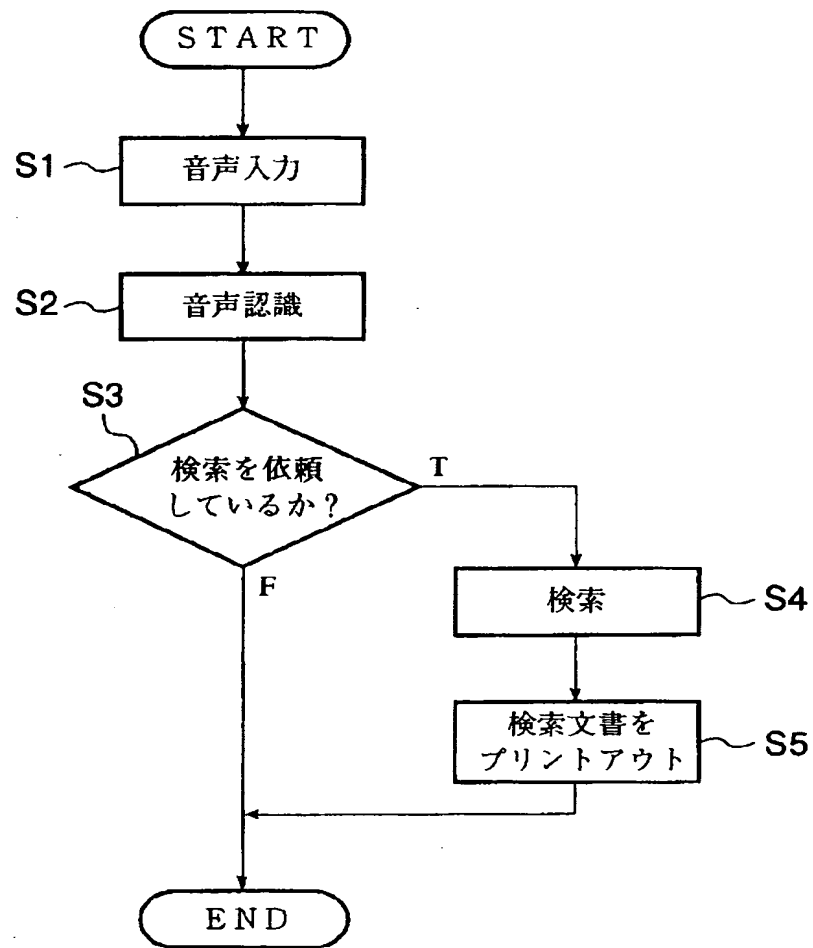 START
S1
音声入力
S2
音声認識
S3
検索を依頼
しているか？
T
F
検索
S4
検索文書を
プリントアウト
S5
END